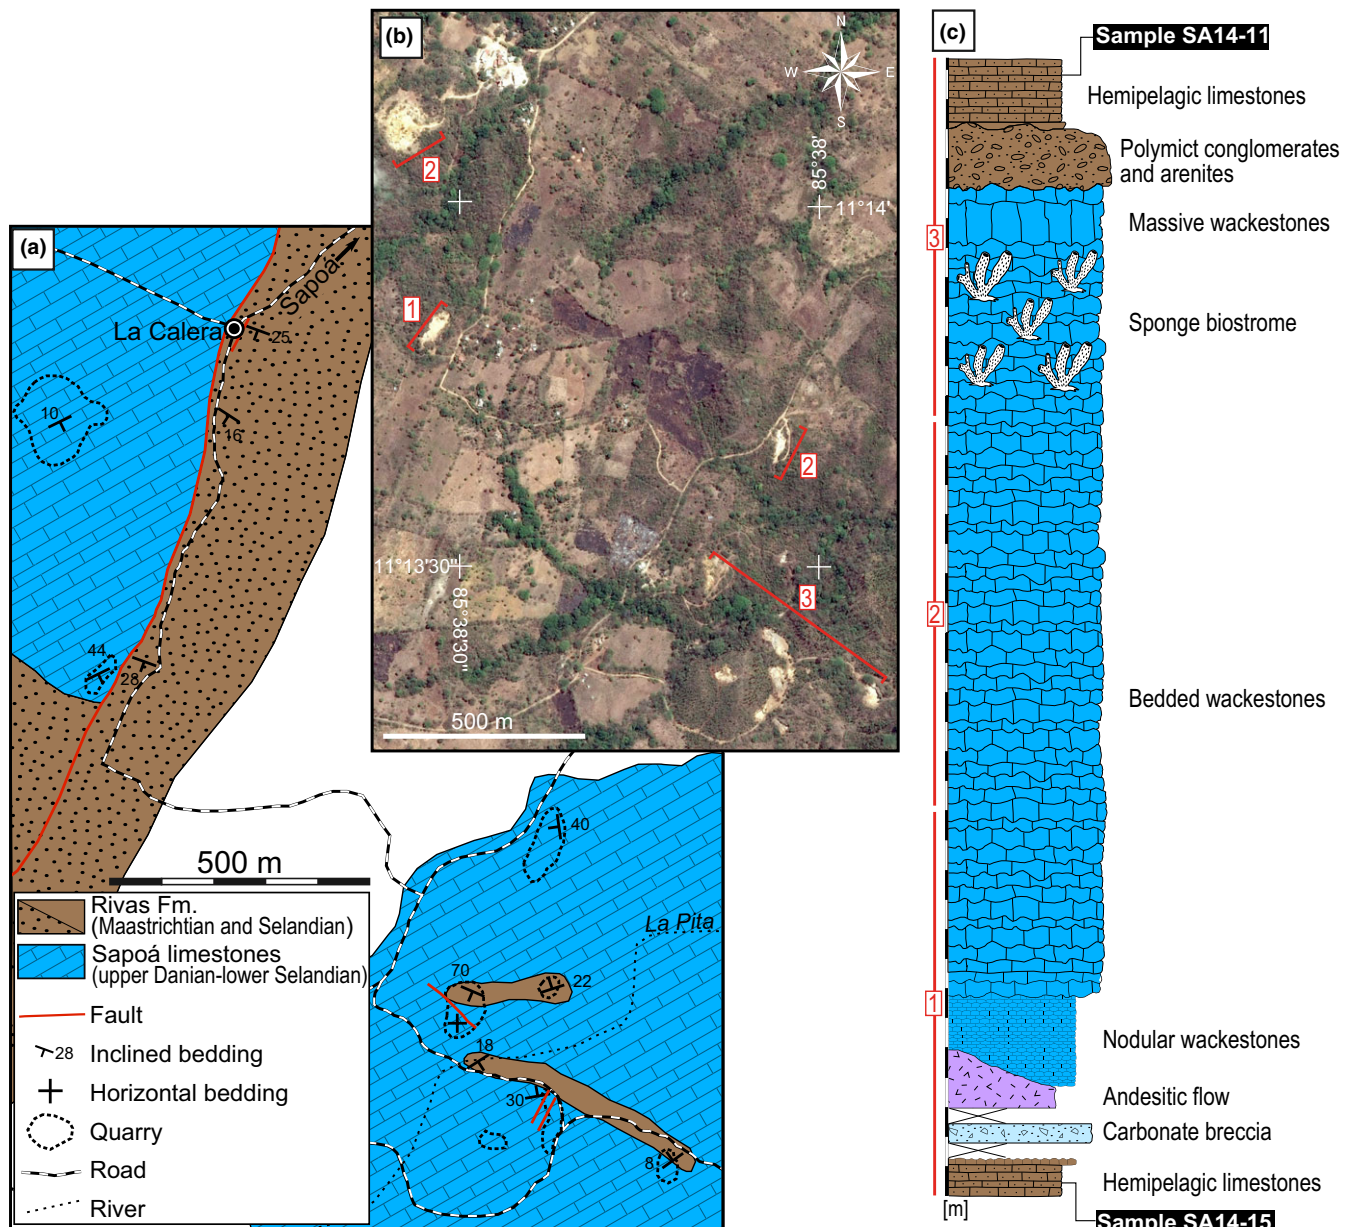 (a)
Sapoá
La Calera
25
16
10
44
28
500 m
Rivas Fm.
(Maastrichtian and Selandian)
Sapoá limestones
(upper Danian-lower Selandian)
Fault
28 Inclined bedding
Horizontal bedding
Quarry
Road
River
40
La Pita
70
22
18
30
8
(b)
N
W E
S
2
85°38'
11°14'
1
2
11°13'30"
85°38'30"
3
500 m
(c)
Sample SA14-11
Hemipelagic limestones
Polymict conglomerates
and arenites
3
Massive wackestones
Sponge biostrome
2
Bedded wackestones
1
Nodular wackestones
Andesitic flow
Carbonate breccia
Hemipelagic limestones
[m]
Sample SA14-15